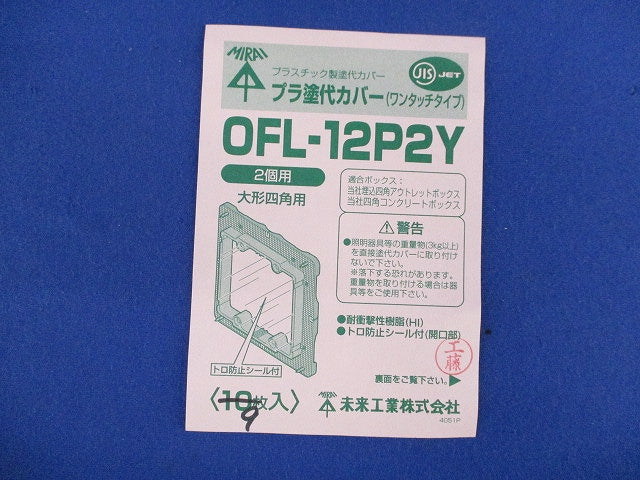 MIRAI
プラスチック製塗代カバー
プラ塗代カバー(ワンタッチタイプ)
JIS JET
OFL-12P2Y
2個用
大形四角用
適合ボックス:
当社埋込四角アウトレットボックス
当社四角コンクリートボックス
警告
●照明器具等の重量物(3kg以上)
を直接塗代カバーに取り付け
ないで下さい。
※落下する恐れがあります。
重量物を取り付ける場合は器
具等をご使用下さい。
●耐衝撃性樹脂(HI)
●トロ防止シール付(開口部)
トロ防止シール付
工藤
裏面をご覧下さい。
〈10枚入〉
9
MIRAI 未来工業株式会社
4051P